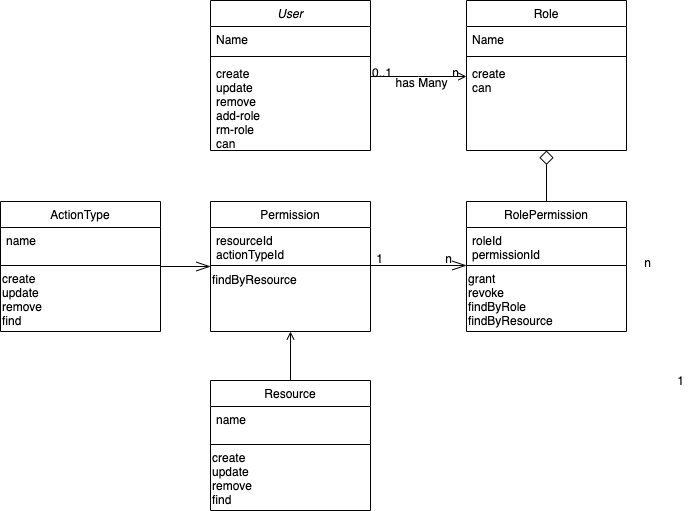 User
Name
create
update
remove
add-role
rm-role
can
0..1
n
has Many
Role
Name
create
can
ActionType
name
create
update
remove
find
Permission
resourceId
actionTypeId
findByResource
1
n
RolePermission
roleId
permissionId
grant
revoke
findByRole
findByResource
n
1
Resource
name
create
update
remove
find